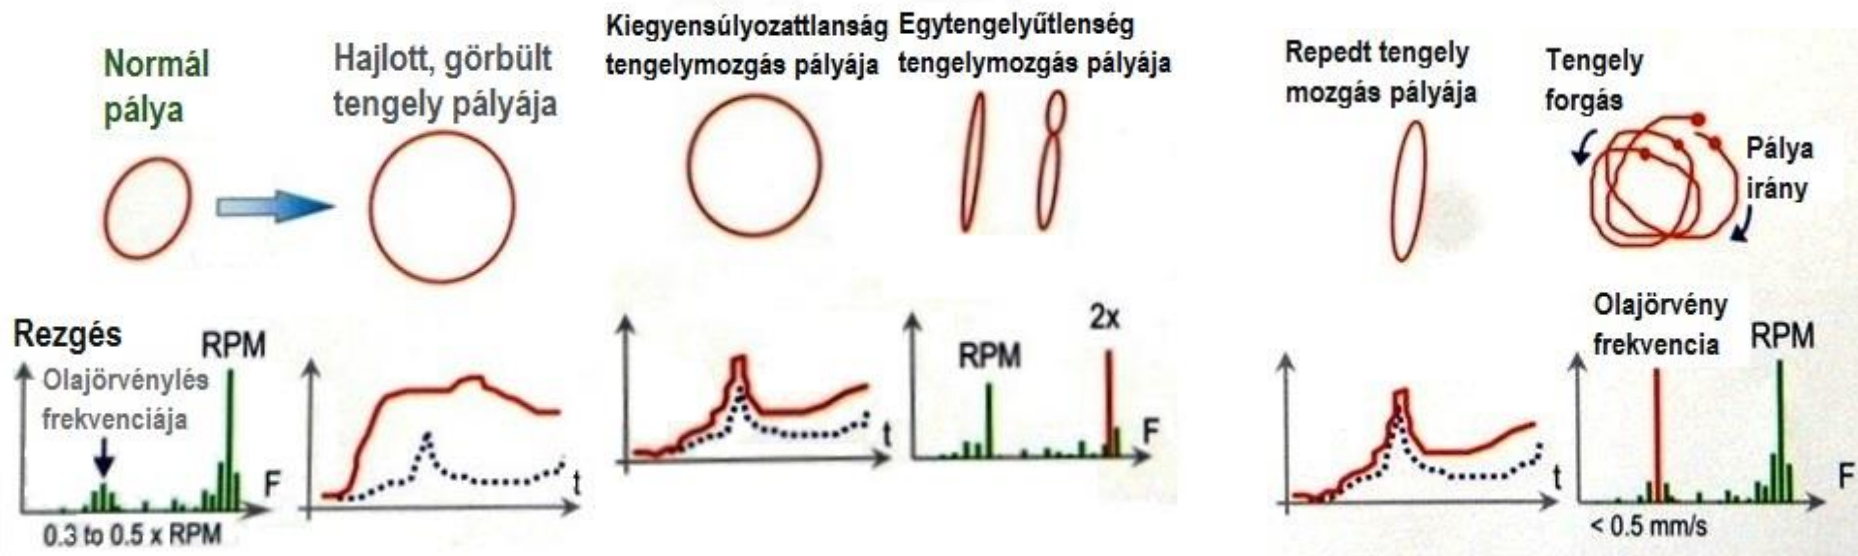 Normál
pálya
Hajlott, görbült
tengely pályája
Kiegyensúlyozattlanság
tengelymozgás pályája
Egytengelyűtlenség
tengelymozgás pályája
Repedt tengely
mozgás pályája
Tengely
forgás
Pálya
irány
Rezgés
RPM
Olajörvénylés
frekvenciája
F
0.3 to 0.5 x RPM
t
t
RPM
2x
F
t
Olajörvény
frekvencia
RPM
F
< 0.5 mm/s